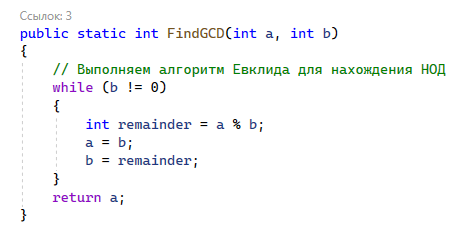 Ссылок: 3
public static int FindGCD(int a, int b)
{
    // Выполняем алгоритм Евклида для нахождения НОД
    while (b != 0)
    {
        int remainder = a % b;
        a = b;
        b = remainder;
    }
    return a;
}